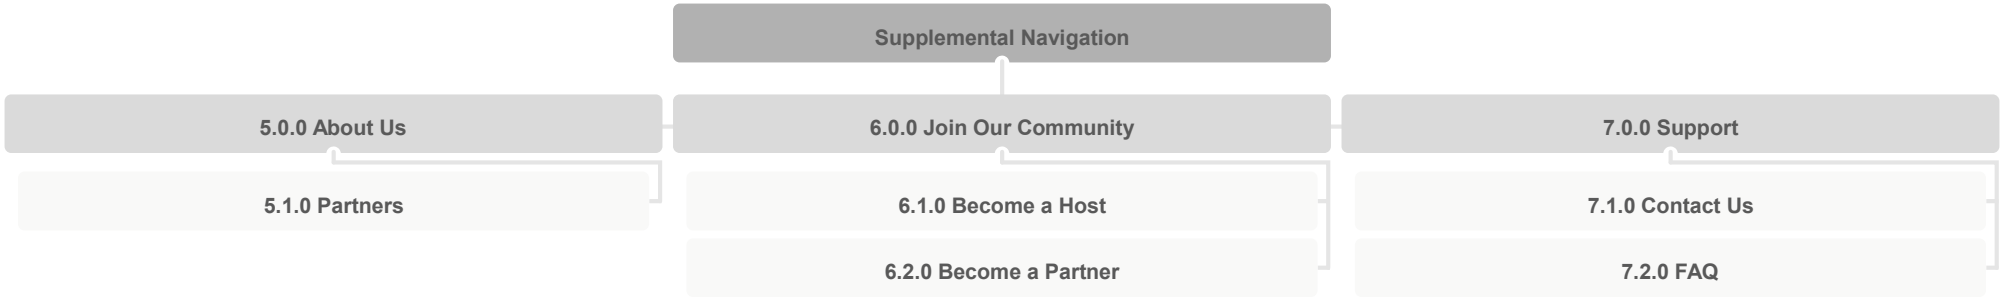 Supplemental Navigation
5.0.0 About Us
6.0.0 Join Our Community
7.0.0 Support
5.1.0 Partners
6.1.0 Become a Host
7.1.0 Contact Us
6.2.0 Become a Partner
7.2.0 FAQ